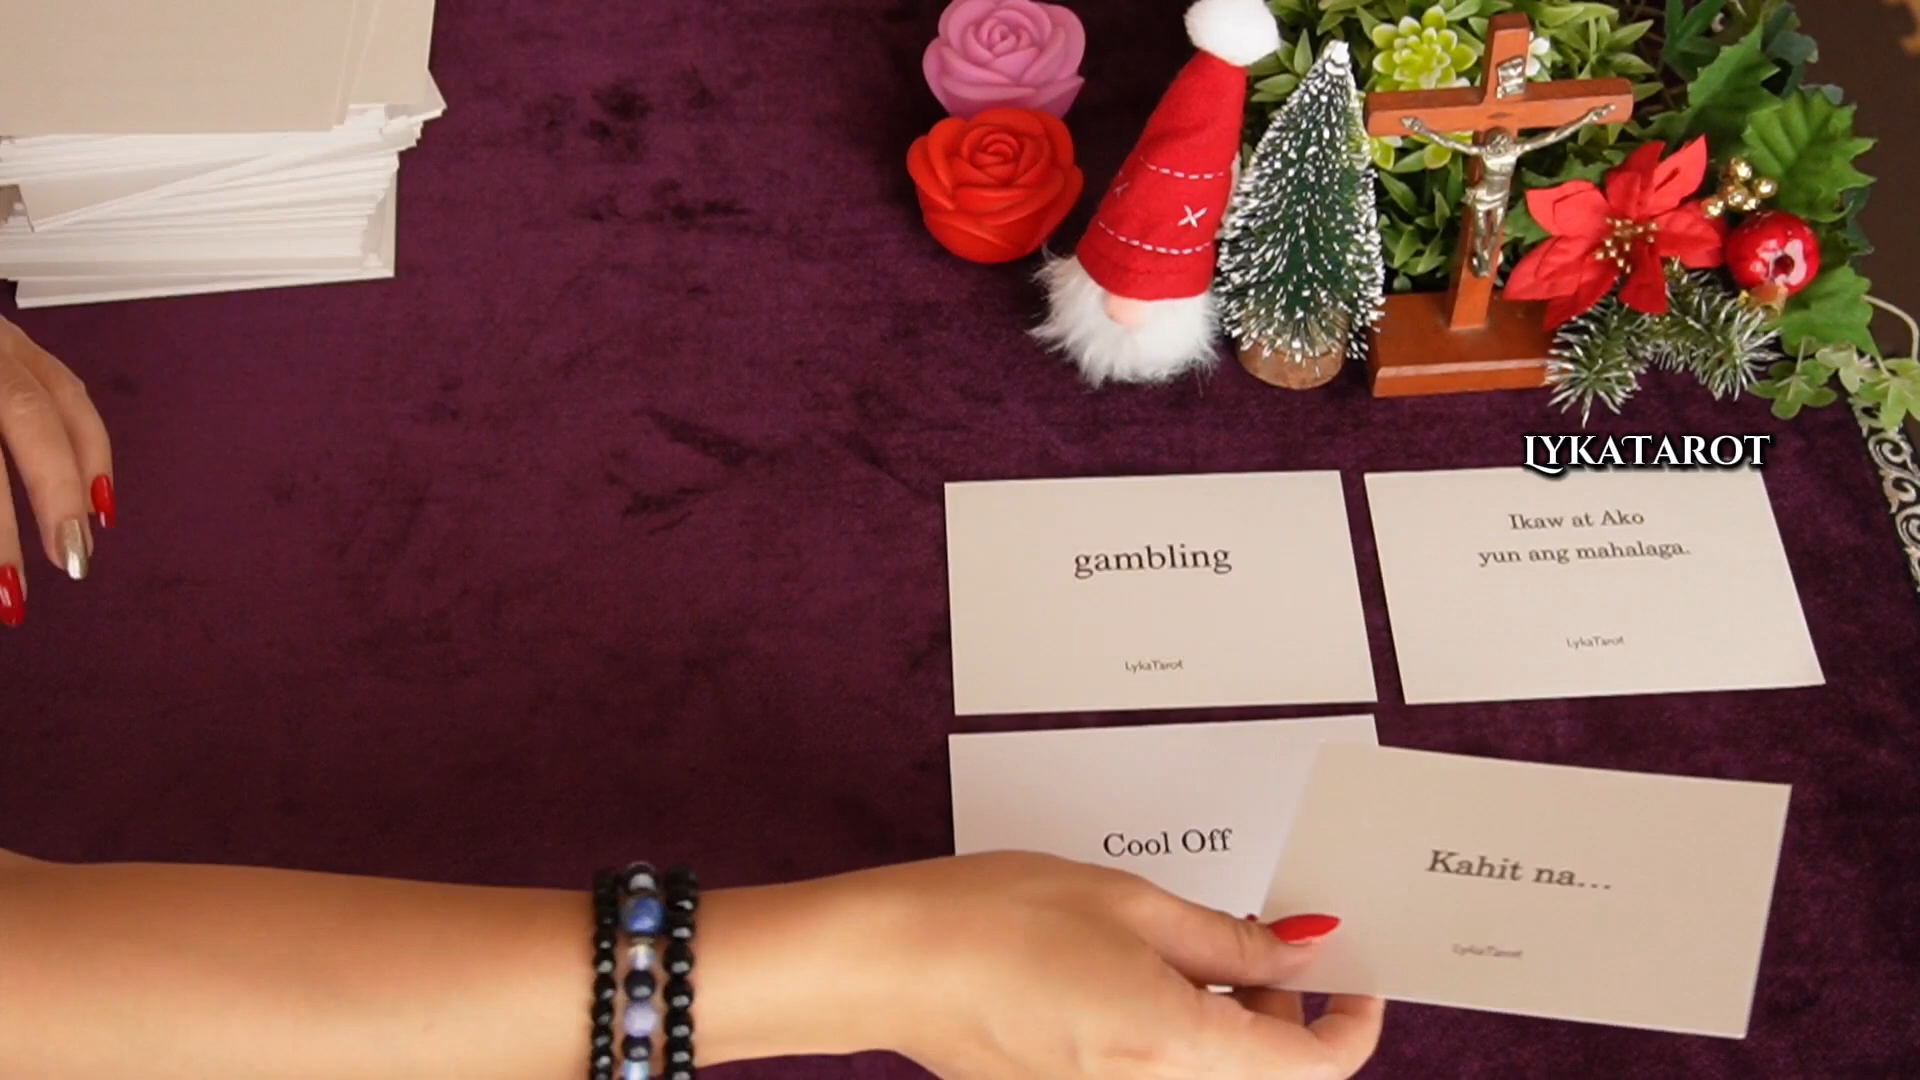 LYKATAROT
gambling
LykaTarot
Ikaw at Ako
yun ang mahalaga.
LykaTarot
Cool Off
Kahit na...
LykaTarot